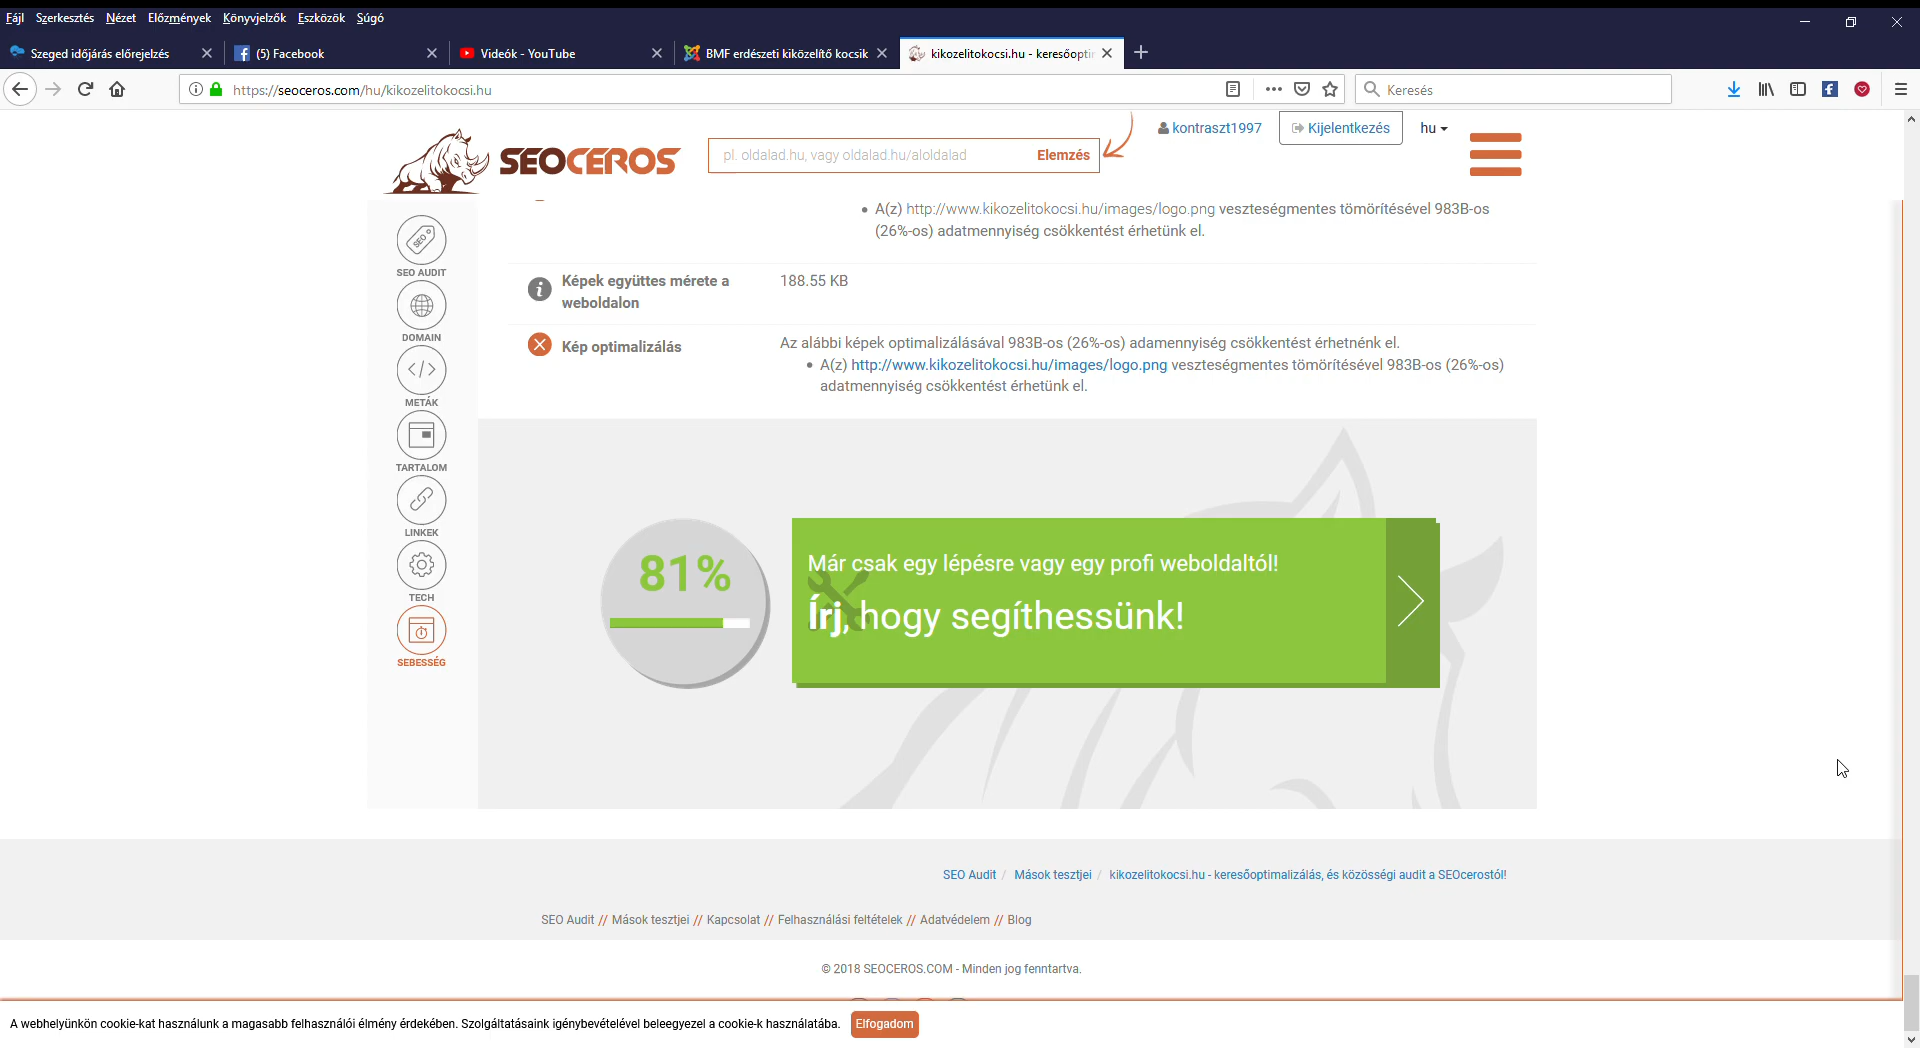 Fájl Szerkesztés Nézet Előzmények Könyvjelzők Eszközök Súgó
Szeged időjárás előrejelzés
(5) Facebook
Videók - YouTube
BMF erdészeti kiközelítő kocsik
kikozelitokocsi.hu - keresőopti
https://seoceros.com/hu/kikozelitokocsi.hu
Keresés
SEOCEROS
pl. oldalad.hu, vagy oldalad.hu/aloldalad
Elemzés
kontraszt1997
Kijelentkezés
hu
SEO
SEO AUDIT
DOMAIN
METÁK
TARTALOM
LINKEK
TECH
SEBESSÉG
A(z) http://www.kikozelitokocsi.hu/images/logo.png veszteségmentes tömörítésével 983B-os
(26%-os) adatmennyiség csökkentést érhetünk el.
Képek együttes mérete a
weboldalon
188.55 KB
Kép optimalizálás
Az alábbi képek optimalizálásával 983B-os (26%-os) adamennyiség csökkentést érhetnénk el.
A(z) http://www.kikozelitokocsi.hu/images/logo.png veszteségmentes tömörítésével 983B-os (26%-os)
adatmennyiség csökkentést érhetünk el.
81%
Már csak egy lépésre vagy egy profi weboldaltól!
Írj, hogy segíthessünk!
SEO Audit / Mások tesztjei / kikozelitokocsi.hu - keresőoptimalizálás, és közösségi audit a SEOcerostól!
SEO Audit // Mások tesztjei // Kapcsolat // Felhasználási feltételek // Adatvédelem // Blog
© 2018 SEOCEROS.COM - Minden jog fenntartva.
A webhelyünkön cookie-kat használunk a magasabb felhasználói élmény érdekében. Szolgáltatásaink igénybevételével beleegyezel a cookie-k használatába.
Elfogadom